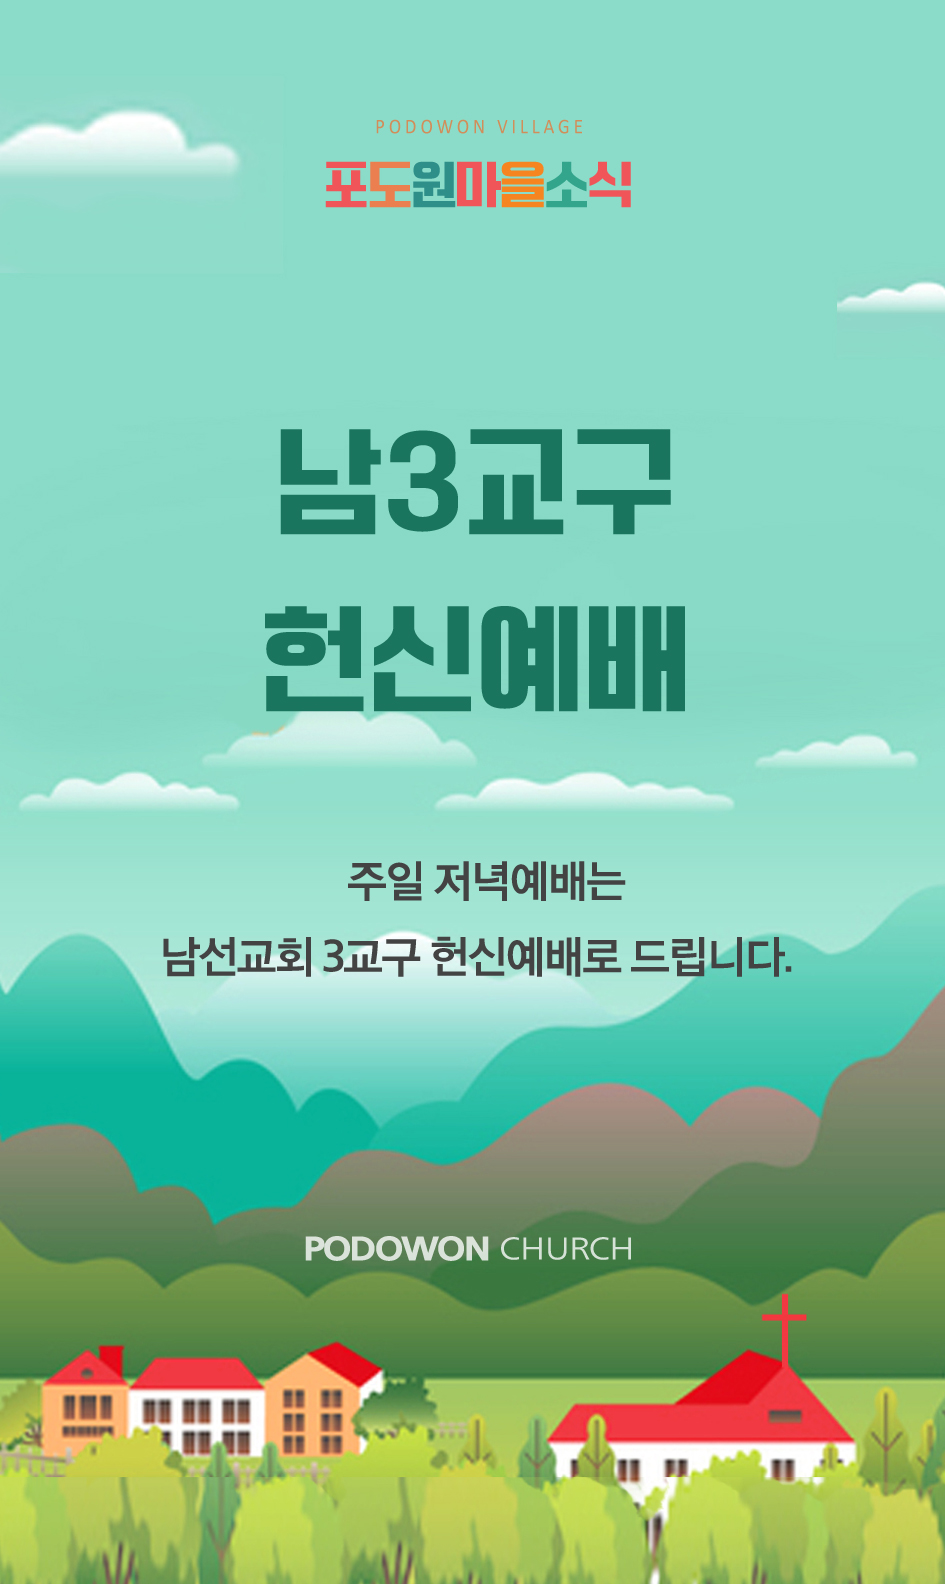 PODOWON VILLAGE
포도원마을소식
남3교구
헌신예배
주일 저녁예배는
남선교회 3교구 헌신예배로 드립니다.
PODOWON CHURCH